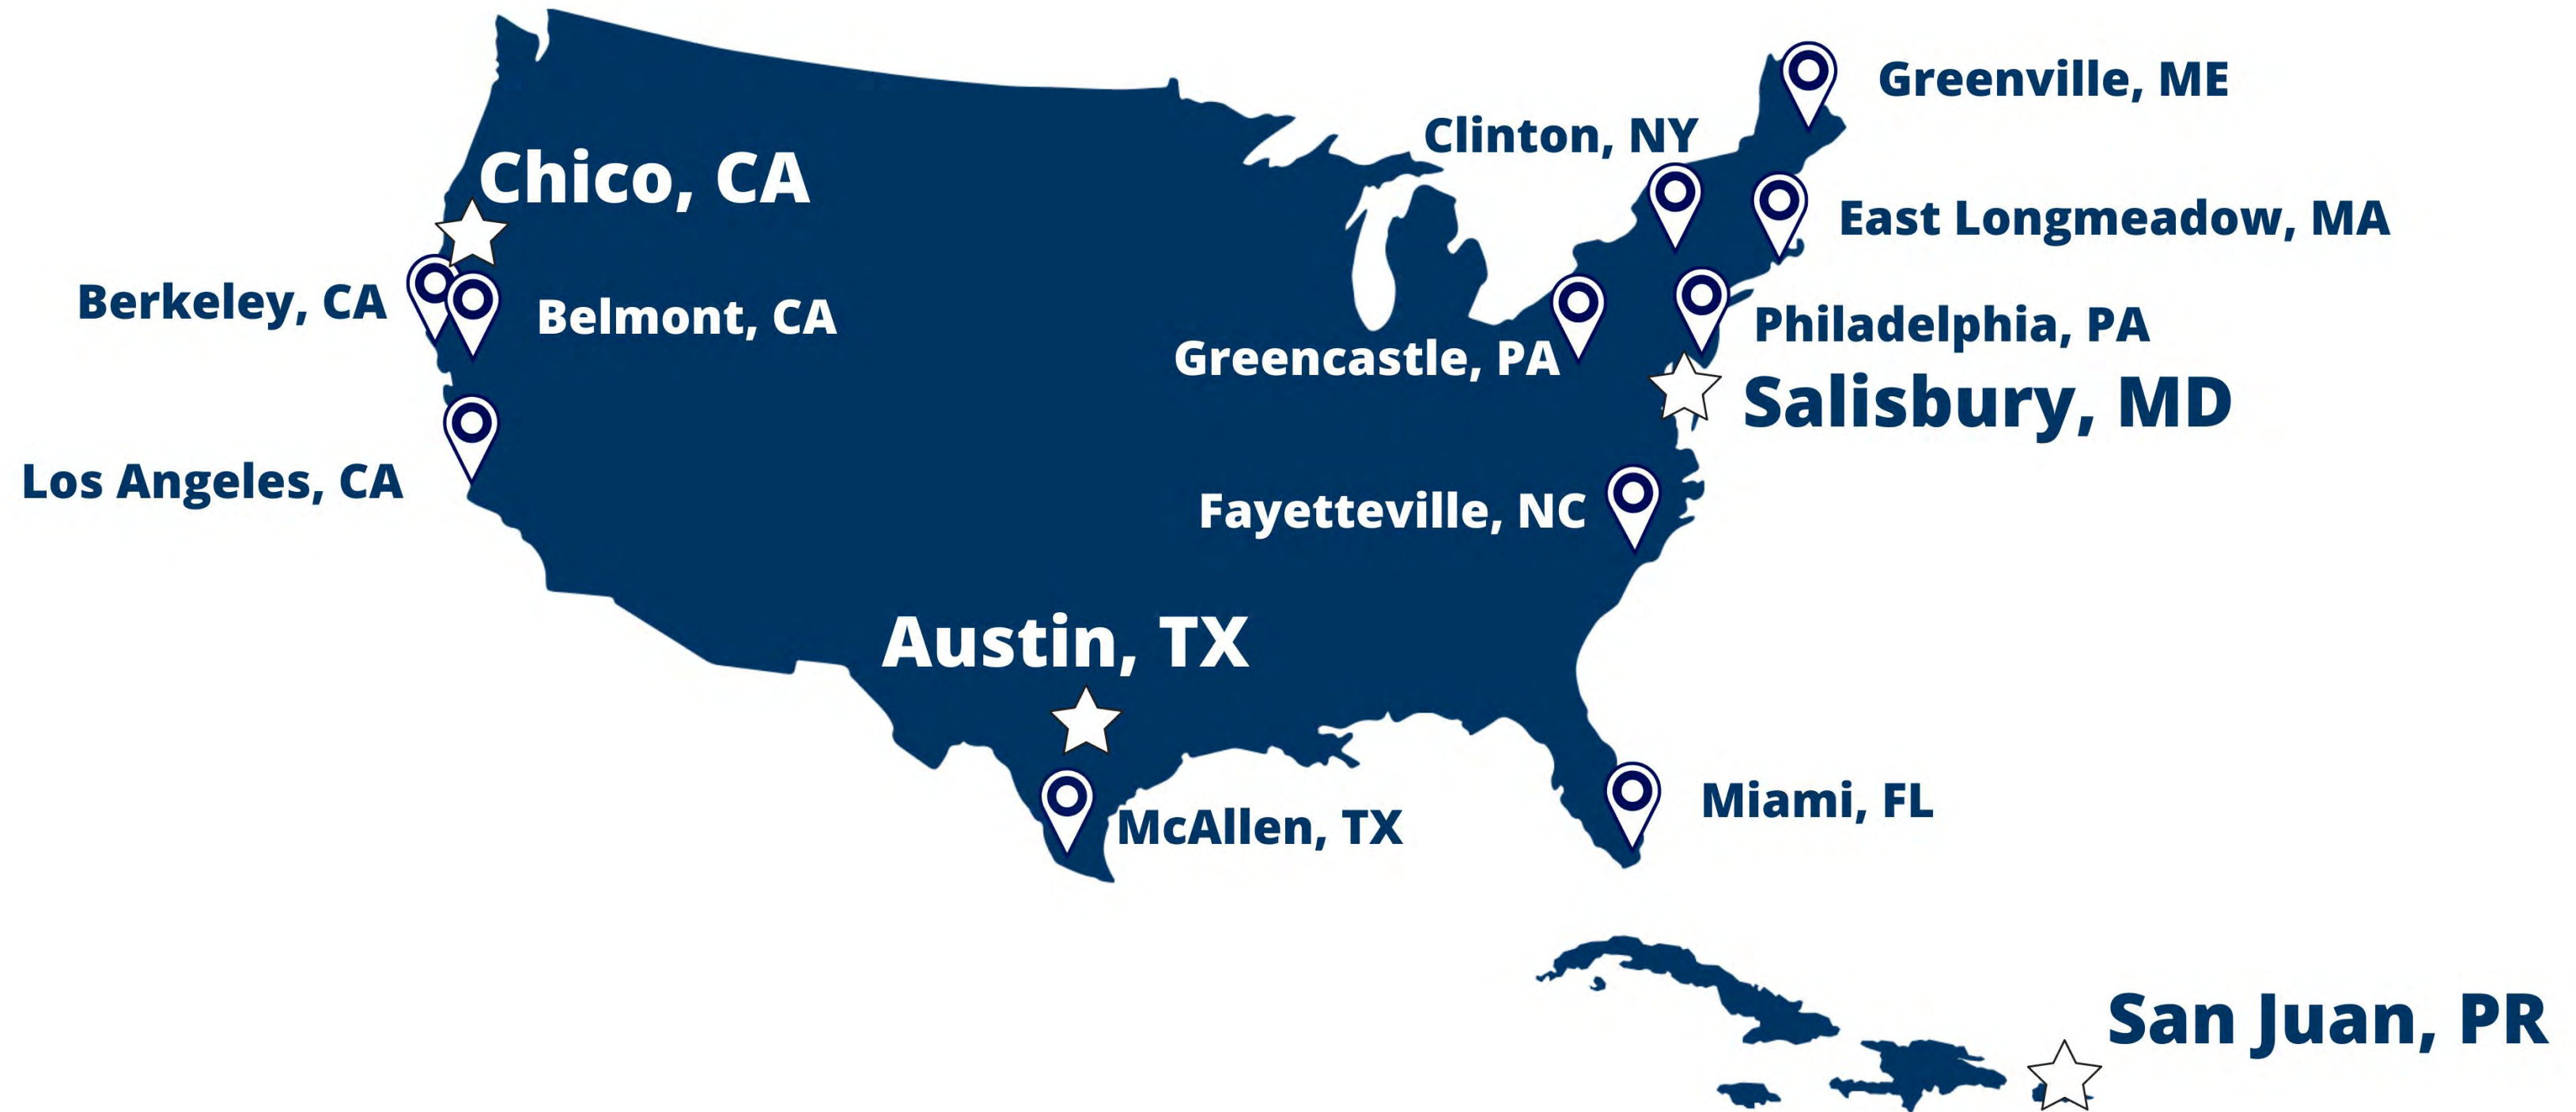 Greenville, ME
Clinton, NY
Chico, CA
East Longmeadow, MA
Berkeley, CA
Belmont, CA
Philadelphia, PA
Greencastle, PA
Salisbury, MD
Los Angeles, CA
Fayetteville, NC
Austin, TX
Miami, FL
McAllen, TX
San Juan, PR